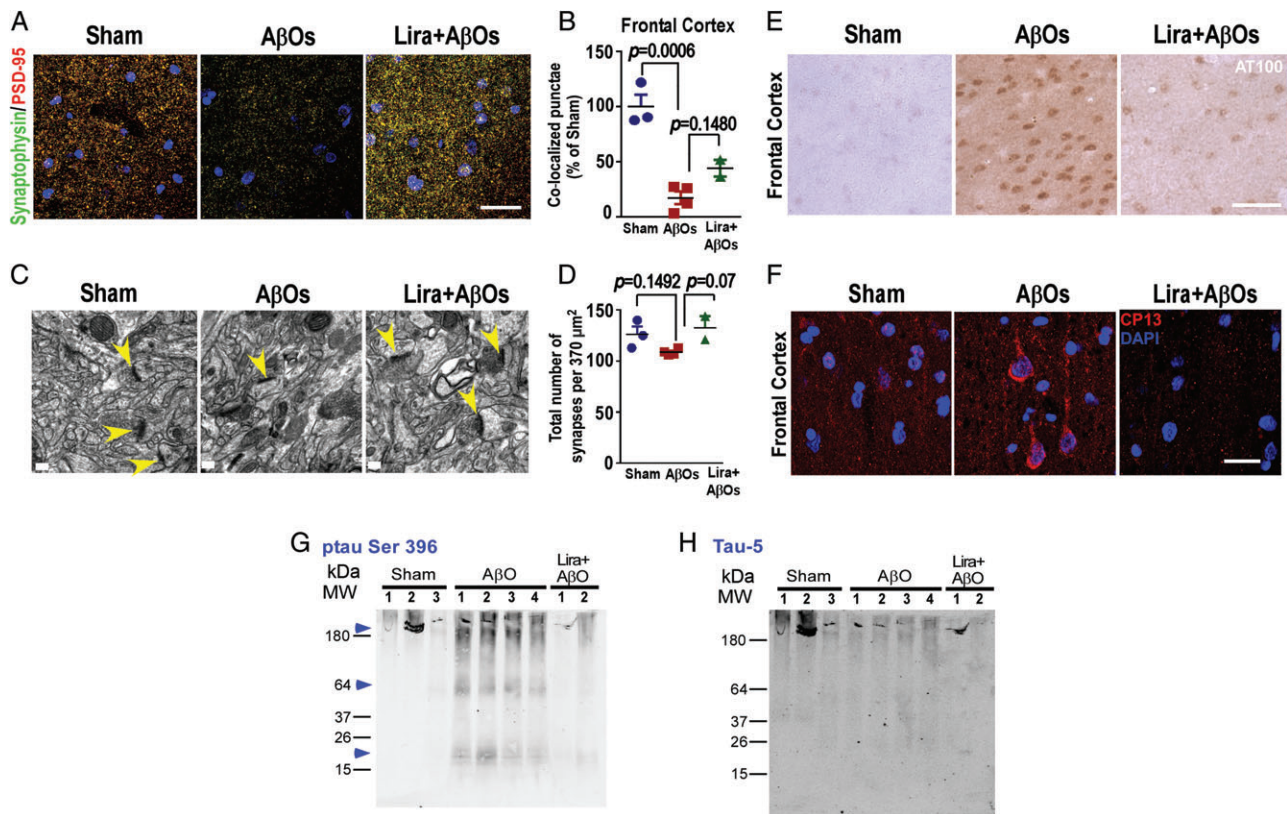 A
Sham
AβOs
Lira+AβOs
Synaptophysin/PSD-95
B
Frontal Cortex
p=0.0006
p=0.1480
Co-localized punctae
(% of Sham)
150
100
50
0
Sham
AβOs
Lira+
AβOs
C
Sham
AβOs
Lira+AβOs
D
p=0.1492
p=0.07
Total number of
synapses per 370 µm²
150
100
50
0
Sham
AβOs
Lira+
AβOs
E
Sham
AβOs
Lira+AβOs
Frontal Cortex
AT100
F
Sham
AβOs
Lira+AβOs
Frontal Cortex
CP13
DAPI
G ptau Ser 396
kDa
MW
Sham
AβO
Lira+
AβO
1 2 3 1 2 3 4 1 2
180
64
37
26
15
H Tau-5
kDa
MW
Sham
AβO
Lira+
AβO
1 2 3 1 2 3 4 1 2
180
64
37
26
15